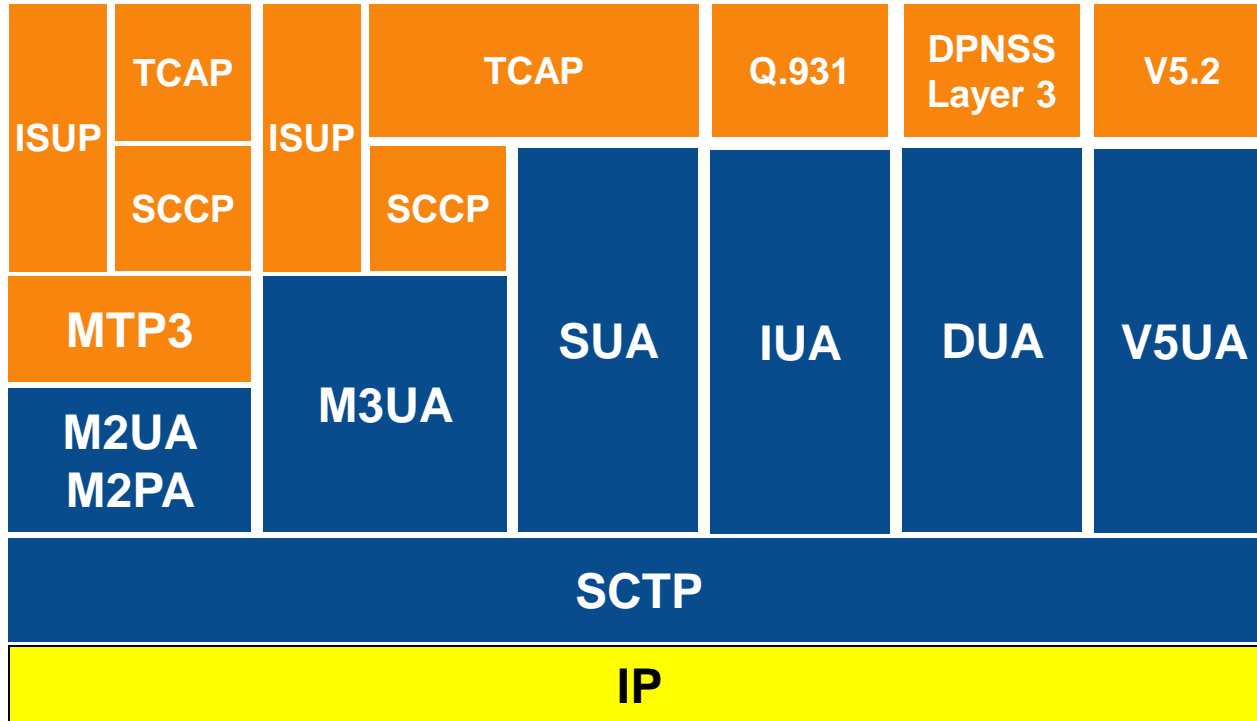 ISUP
TCAP
SCCP
ISUP
TCAP
SCCP
Q.931
DPNSS
Layer 3
V5.2
MTP3
M2UA
M2PA
M3UA
SUA
IUA
DUA
V5UA
SCTP
IP